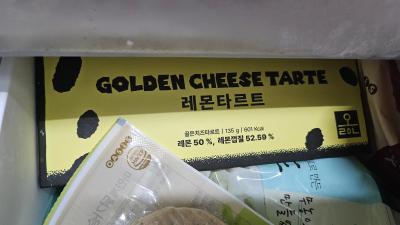 GOLDEN CHEESE TARTE
레몬타르트
골든치즈타르트 / 135 g / 601 Kcal
레몬 50 %, 레몬껍질 52.59 %